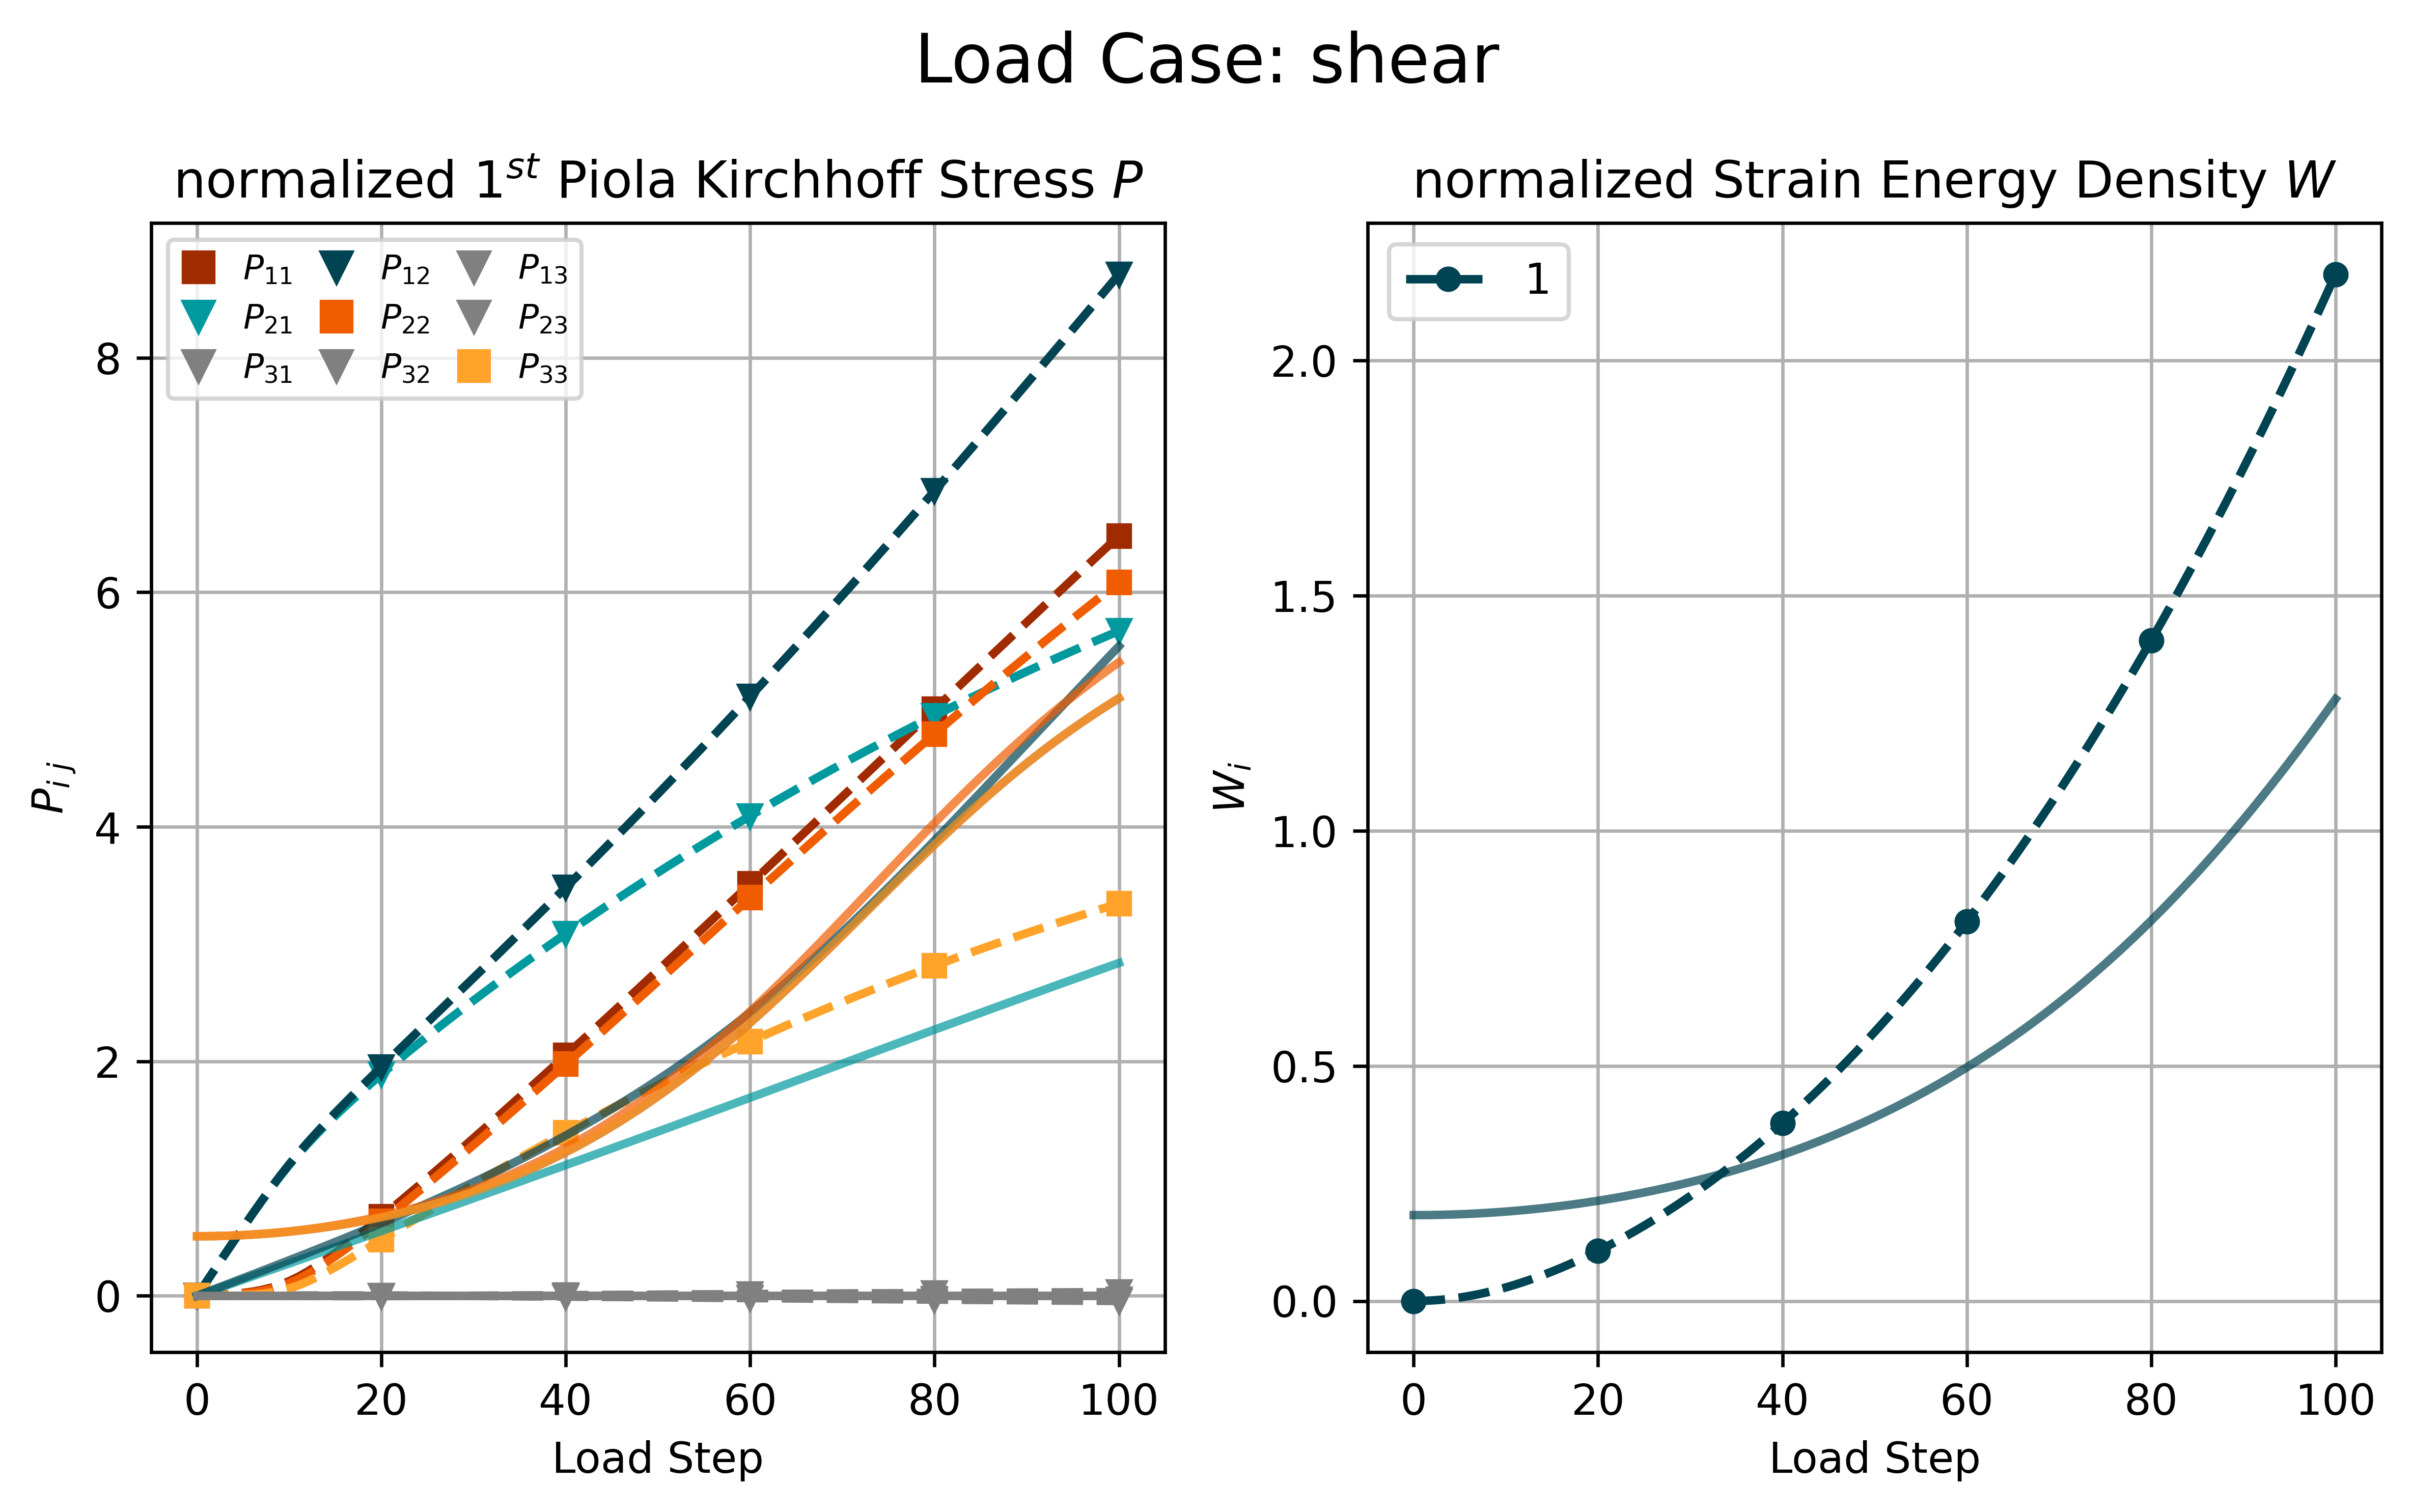 Load Case: shear
normalized 1st Piola Kirchhoff Stress P
P11 P12 P13
P21 P22 P23
P31 P32 P33
8
6
4
2
0
Pi j
0 20 40 60 80 100
Load Step
normalized Strain Energy Density W
1
2.0
1.5
1.0
0.5
0.0
Wi
0 20 40 60 80 100
Load Step